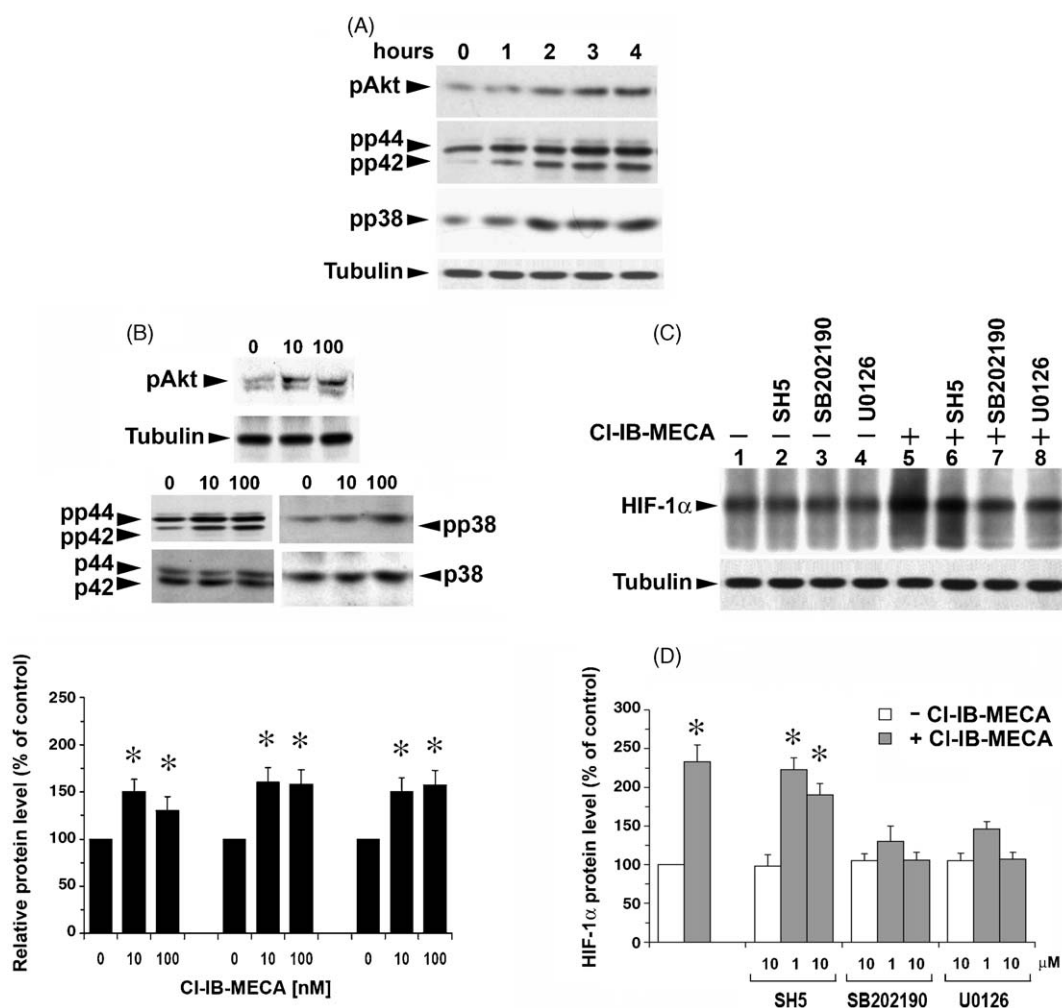 (A)
hours 0 1 2 3 4
pAkt
pp44
pp42
pp38
Tubulin
(B)
0 10 100
pAkt
Tubulin
0 10 100 0 10 100
pp44
pp42
pp38
p44
p42
p38
Relative protein level (% of control)
250
200
150
100
50
0
* * * * * *
0 10 100 0 10 100 0 10 100
Cl-IB-MECA [nM]
(C)
SH5 SB202190 U0126 SH5 SB202190 U0126
Cl-IB-MECA − − − − + + + +
1 2 3 4 5 6 7 8
HIF-1α
Tubulin
(D)
HIF-1α protein level (% of control)
300
250
200
150
100
50
0
− Cl-IB-MECA
+ Cl-IB-MECA
* * *
10 1 10 10 1 10 10 1 10 μM
SH5 SB202190 U0126